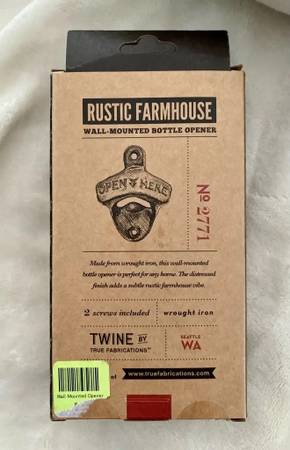 RUSTIC FARMHOUSE
WALL-MOUNTED BOTTLE OPENER
OPEN HERE
Nº 2771
Made from wrought iron, this wall-mounted
bottle opener is perfect for any home. The distressed
finish adds a subtle rustic farmhouse vibe.
2 screws included
wrought iron
TWINE BY
TRUE FABRICATIONS™
SEATTLE
WA
www.truefabrications.com
Wall Mounted Opener